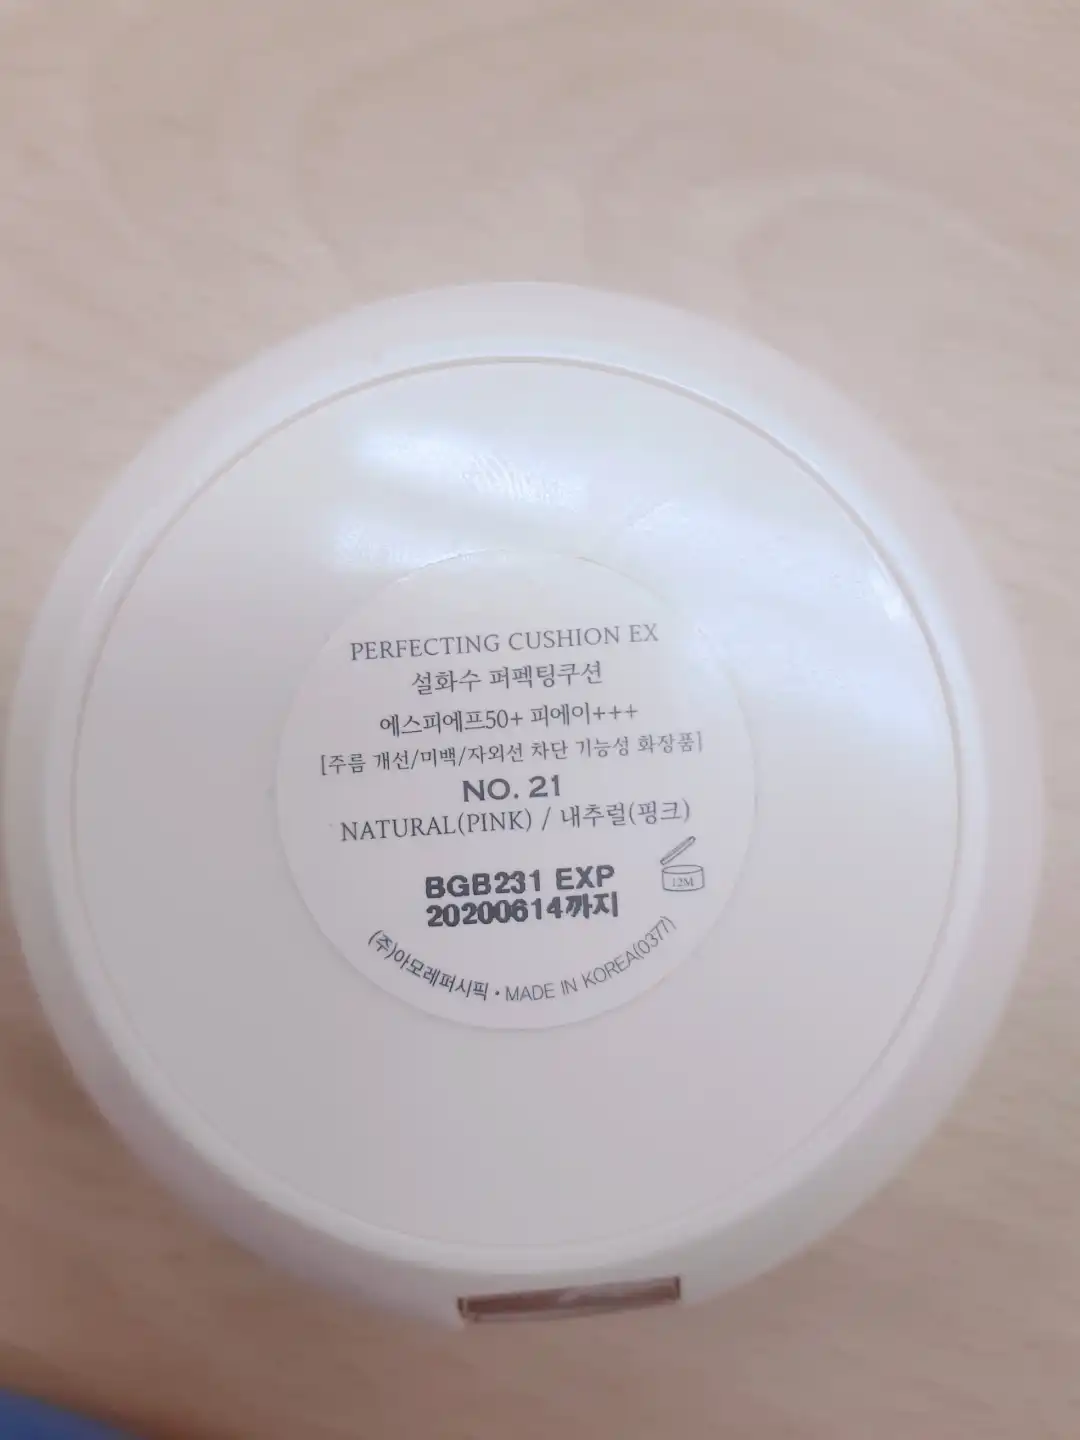 PERFECTING CUSHION EX
설화수 퍼펙팅쿠션
에스피에프50+ 피에이+++
[주름 개선/미백/자외선 차단 기능성 화장품]
NO. 21
NATURAL(PINK) / 내추럴(핑크)
12M
BGB231 EXP
20200614까지
(주)아모레퍼시픽 • MADE IN KOREA(0377)